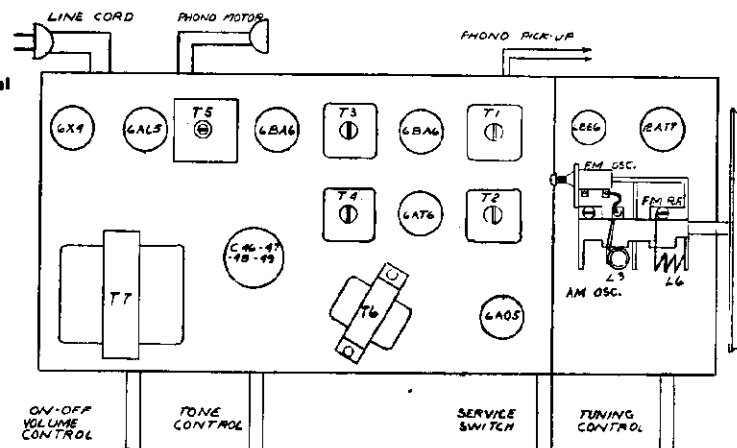 LINE CORD
PHONO MOTOR
PHONO PICK-UP
6X4
6AL5
T5
6BA6
T3
6BA6
T1
6BE6
12AT7
FM OSC.
T4
6AT6
T2
FM RF
C46-47
-48-49
T7
T6
L3
L6
AM OSC.
6AQ5
ON-OFF
VOLUME
CONTROL
TONE
CONTROL
SERVICE
SWITCH
TUNING
CONTROL